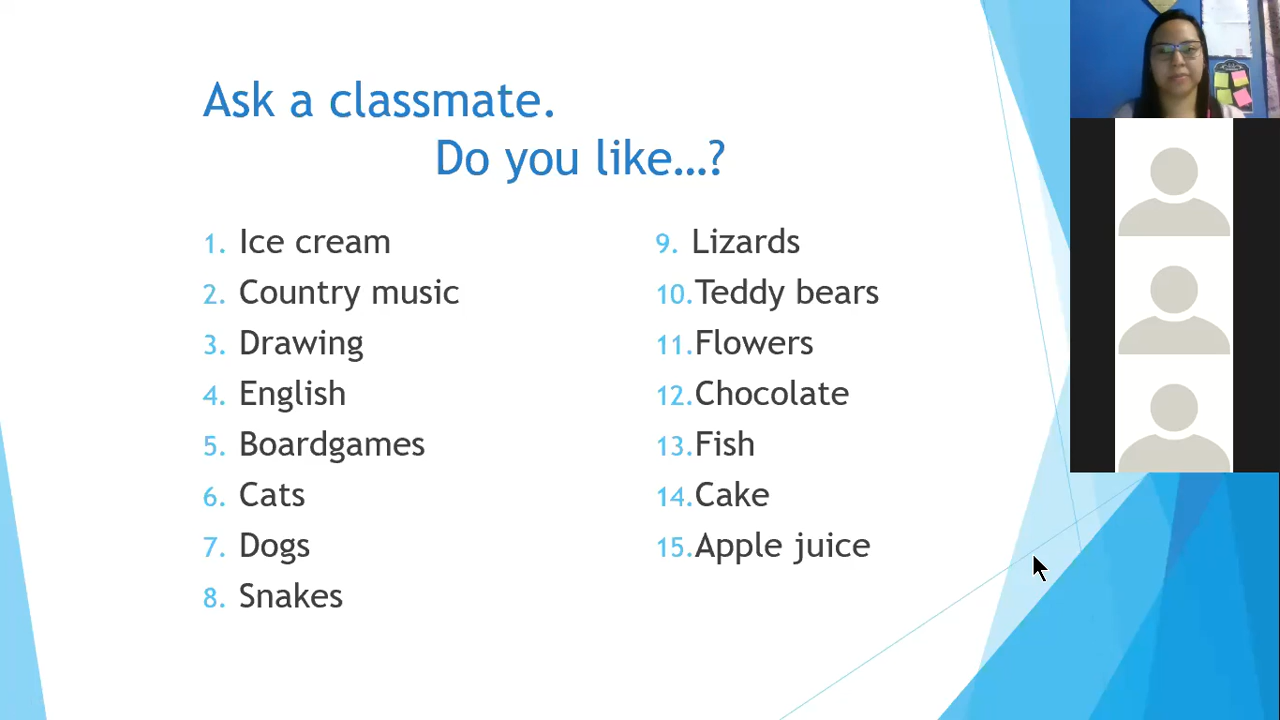 Ask a classmate.
Do you like...?
1. Ice cream
2. Country music
3. Drawing
4. English
5. Boardgames
6. Cats
7. Dogs
8. Snakes
9. Lizards
10.Teddy bears
11.Flowers
12.Chocolate
13.Fish
14.Cake
15.Apple juice